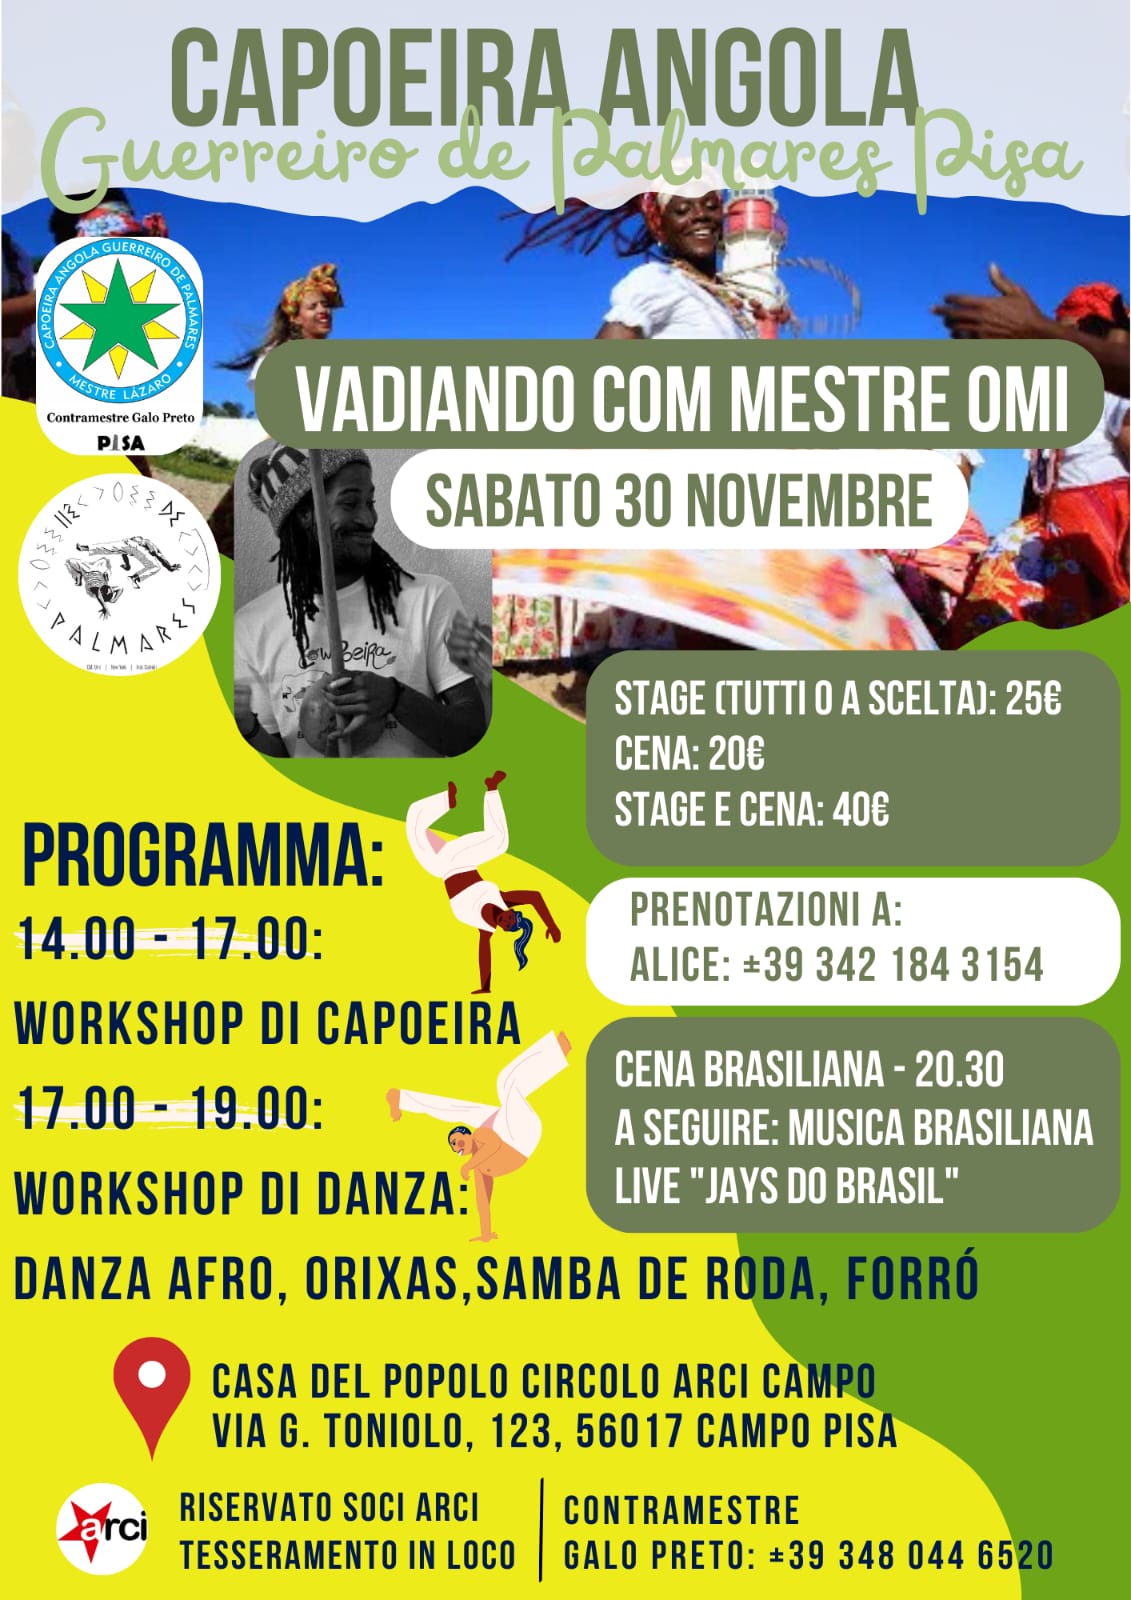 CAPOEIRA ANGOLA
Guerreiro de Palmares Pisa
CAPOEIRA ANGOLA GUERREIRO DE PALMARES
MESTRE LÁZARO
Contramestre Galo Preto
PISA
VADIANDO COM MESTRE OMI
SABATO 30 NOVEMBRE
DE
PALMARES
STAGE (TUTTI O A SCELTA): 25€
CENA: 20€
STAGE E CENA: 40€
PRENOTAZIONI A:
ALICE: +39 342 184 3154
PROGRAMMA:
14.00 - 17.00:
WORKSHOP DI CAPOEIRA
17.00 - 19.00:
WORKSHOP DI DANZA:
DANZA AFRO, ORIXAS,SAMBA DE RODA, FORRÓ
CENA BRASILIANA - 20.30
A SEGUIRE: MUSICA BRASILIANA
LIVE "JAYS DO BRASIL"
CASA DEL POPOLO CIRCOLO ARCI CAMPO
VIA G. TONIOLO, 123, 56017 CAMPO PISA
arci
RISERVATO SOCI ARCI
TESSERAMENTO IN LOCO
CONTRAMESTRE
GALO PRETO: +39 348 044 6520